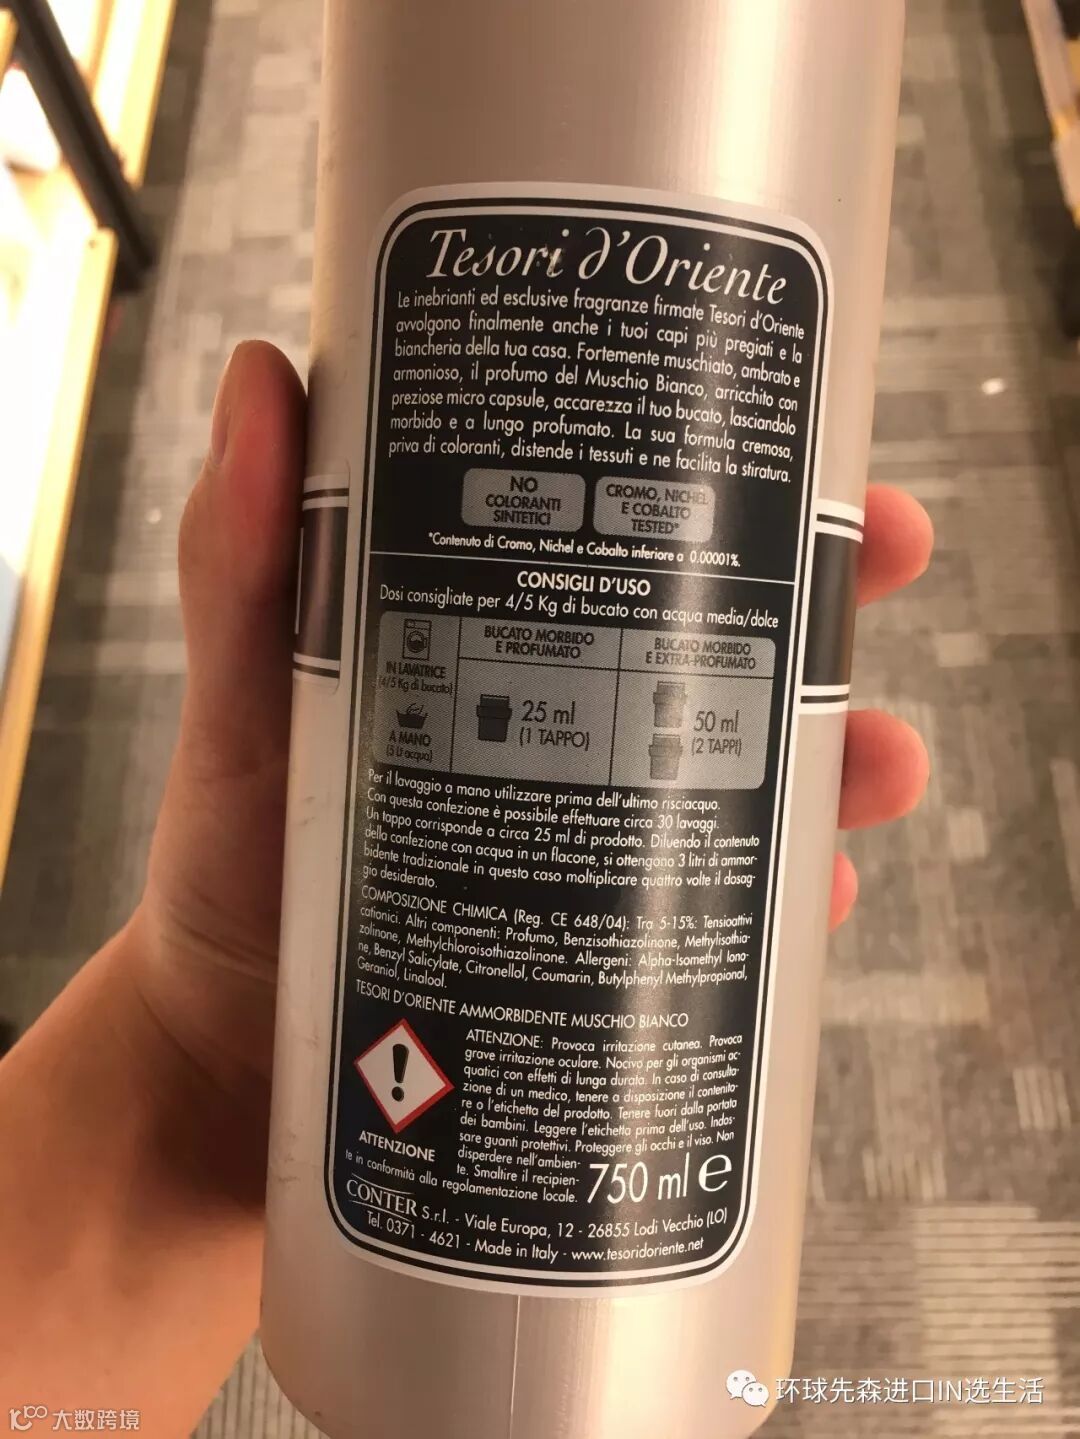 Tesori d'Oriente
Le inebrianti ed esclusive fragranze firmate Tesori d'Oriente
avvolgono finalmente anche i tuoi capi più pregiati e la
biancheria della tua casa. Fortemente muschiato, ambrato e
armonioso, il profumo del Muschio Bianco, arricchito con
preziose micro capsule, accarezza il tuo bucato, lasciandolo
morbido e a lungo profumato. La sua formula cremosa,
priva di coloranti, distende i tessuti e ne facilita la stiratura.
NO
COLORANTI
SINTETICI
CROMO, NICHEL
E COBALTO
TESTED*
*Contenuto di Cromo, Nichel e Cobalto inferiore a 0.00001%.
CONSIGLI D'USO
Dosi consigliate per 4/5 Kg di bucato con acqua media/dolce
IN LAVATRICE
(4/5 Kg di bucato)
A MANO
(5 Lt acqua)
BUCATO MORBIDO
E PROFUMATO
25 ml
(1 TAPPO)
BUCATO MORBIDO
E EXTRA-PROFUMATO
50 ml
(2 TAPPI)
Per il lavaggio a mano utilizzare prima dell'ultimo risciacquo.
Con questa confezione è possibile effettuare circa 30 lavaggi.
Un tappo corrisponde a circa 25 ml di prodotto. Diluendo il contenuto
della confezione con acqua in un flacone, si ottengono 3 litri di ammor-
bidente tradizionale in questo caso moltiplicare quattro volte il dosag-
gio desiderato.
COMPOSIZIONE CHIMICA (Reg. CE 648/04): Tra 5-15%: Tensioattivi
cationici. Altri componenti: Profumo, Benzisothiazolinone, Methylisothia-
zolinone, Methylchloroisothiazolinone. Allergeni: Alpha-Isomethyl Iono-
ne, Benzyl Salicylate, Citronellol, Coumarin, Butylphenyl Methylpropional,
Geraniol, Linalool.
TESORI D'ORIENTE AMMORBIDENTE MUSCHIO BIANCO
ATTENZIONE
ATTENZIONE: Provoca irritazione cutanea. Provoca
grave irritazione oculare. Nocivo per gli organismi ac-
quatici con effetti di lunga durata. In caso di consulta-
zione di un medico, tenere a disposizione il contenito-
re o l'etichetta del prodotto. Tenere fuori dalla portata
dei bambini. Leggere l'etichetta prima dell'uso. Indos-
sare guanti protettivi. Proteggere gli occhi e il viso. Non
disperdere nell'ambien-
te. Smaltire il recipien-
te in conformità alla regolamentazione locale.
750 ml e
CONTER S.r.l. - Viale Europa, 12 - 26855 Lodi Vecchio (LO)
Tel. 0371 - 4621 - Made in Italy - www.tesoridoriente.net
环球先森进口IN选生活
大数跨境